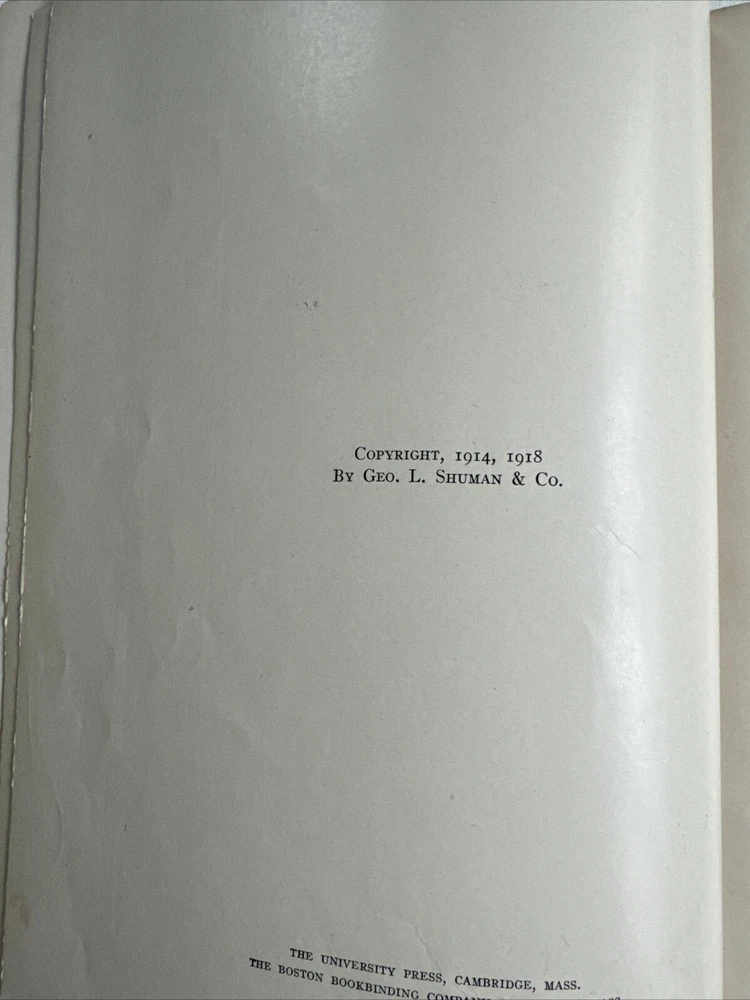 COPYRIGHT, 1914, 1918
BY GEO. L. SHUMAN & CO.
THE UNIVERSITY PRESS, CAMBRIDGE, MASS.
THE BOSTON BOOKBINDING